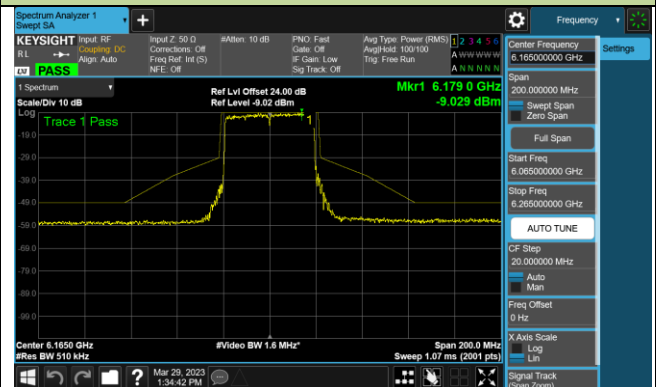 Spectrum Analyzer 1
Swept SA
Frequency
KEYSIGHT
RL
LXI
PASS
Input: RF
Coupling: DC
Align: Auto
Input Z: 50 Ω
Corrections: Off
Freq Ref: Int (S)
NFE: Off
#Atten: 10 dB
PNO: Fast
Gate: Off
IF Gain: Low
Sig Track: Off
Avg Type: Power (RMS)
Avg|Hold: 100/100
Trig: Free Run
1 2 3 4 5 6
A W W W W W
A N N N N N
1 Spectrum
Scale/Div 10 dB
Ref Lvl Offset 24.00 dB
Ref Level -9.02 dBm
Mkr1 6.179 0 GHz
-9.029 dBm
Log
Trace 1 Pass
1
-19.0
-29.0
-39.0
-49.0
-59.0
-69.0
-79.0
-89.0
-99.0
Center 6.1650 GHz
#Res BW 510 kHz
#Video BW 1.6 MHz*
Span 200.0 MHz
Sweep 1.07 ms (2001 pts)
Center Frequency
6.165000000 GHz
Settings
Span
200.000000 MHz
Swept Span
Zero Span
Full Span
Start Freq
6.065000000 GHz
Stop Freq
6.265000000 GHz
AUTO TUNE
CF Step
20.000000 MHz
Auto
Man
Freq Offset
0 Hz
X Axis Scale
Log
Lin
Signal Track
(Span Zoom)
Mar 29, 2023
1:34:42 PM